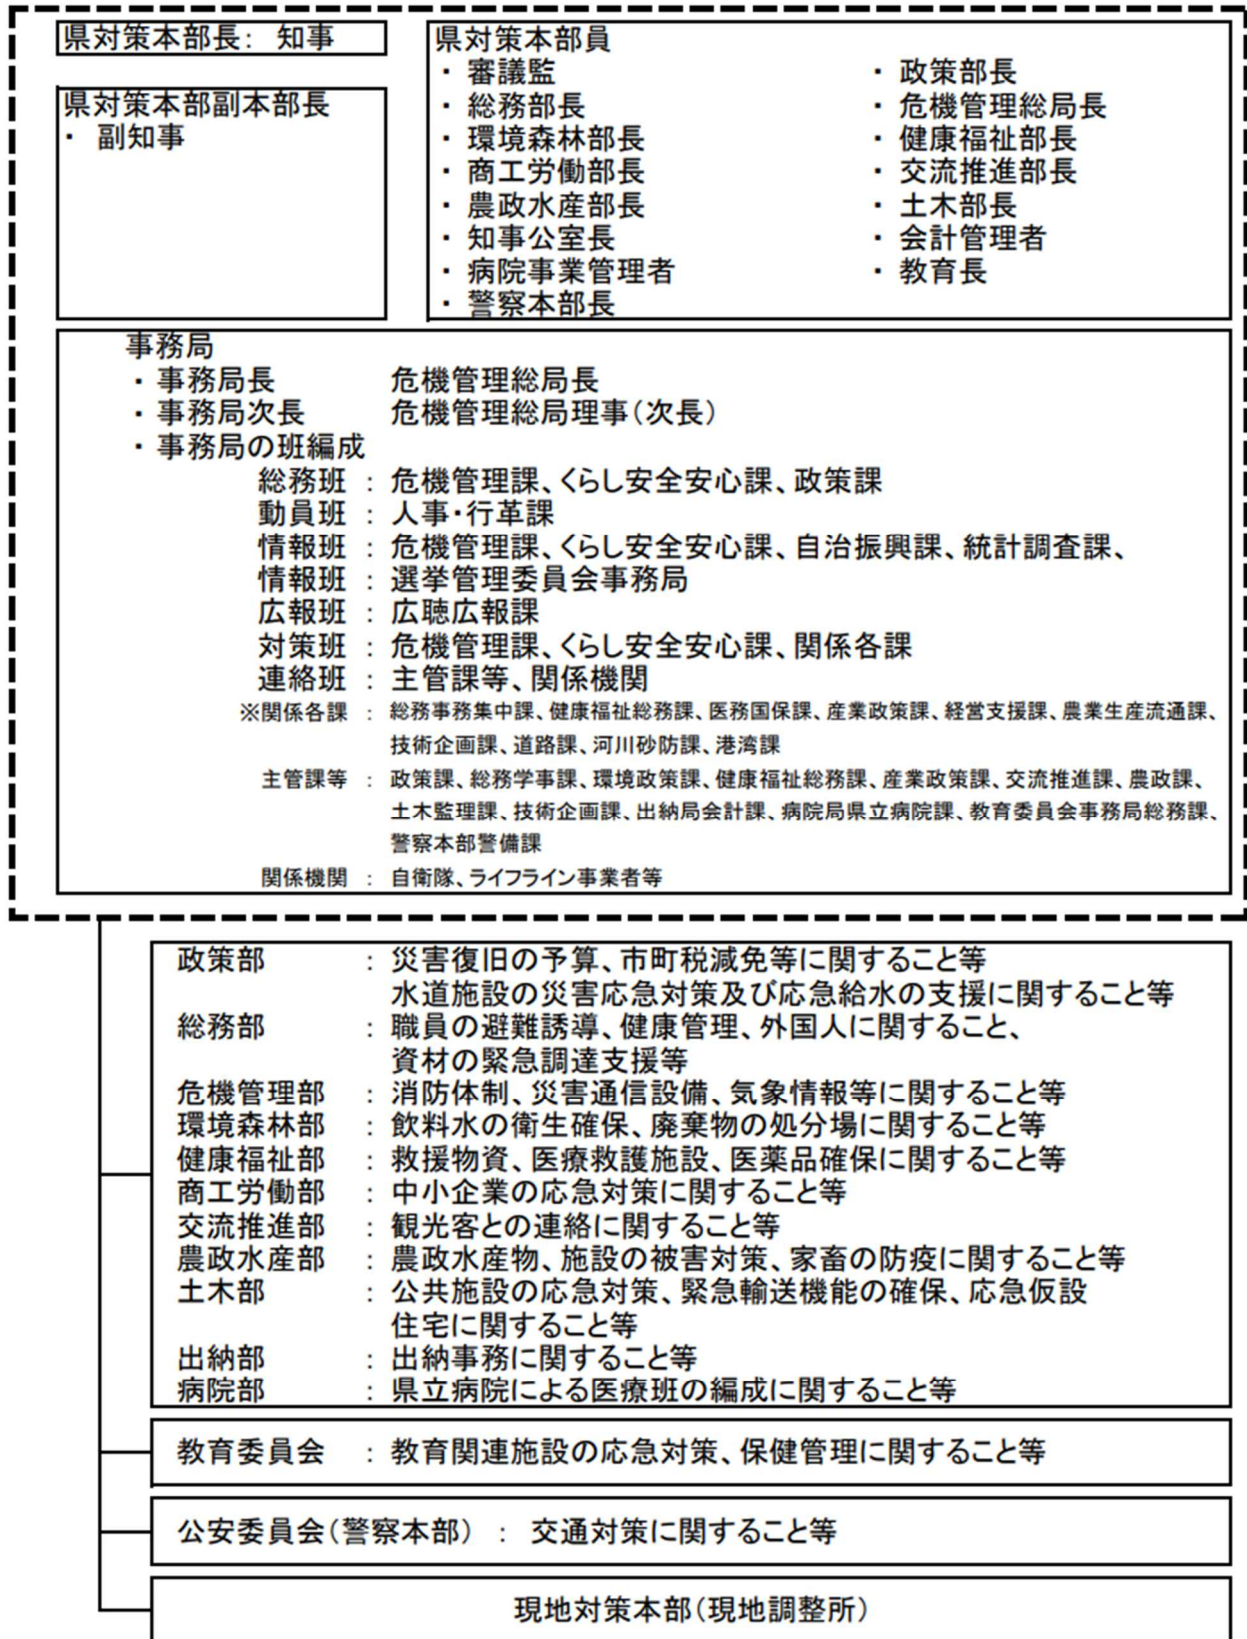 県対策本部長： 知事
県対策本部副本部長
・ 副知事
県対策本部員
・ 審議監 ・ 政策部長
・ 総務部長 ・ 危機管理総局長
・ 環境森林部長 ・ 健康福祉部長
・ 商工労働部長 ・ 交流推進部長
・ 農政水産部長 ・ 土木部長
・ 知事公室長 ・ 会計管理者
・ 病院事業管理者 ・ 教育長
・ 警察本部長
事務局
・ 事務局長 危機管理総局長
・ 事務局次長 危機管理総局理事（次長）
・ 事務局の班編成
総務班 ： 危機管理課、くらし安全安心課、政策課
動員班 ： 人事・行革課
情報班 ： 危機管理課、くらし安全安心課、自治振興課、統計調査課、
情報班 ： 選挙管理委員会事務局
広報班 ： 広聴広報課
対策班 ： 危機管理課、くらし安全安心課、関係各課
連絡班 ： 主管課等、関係機関
※関係各課 ： 総務事務集中課、健康福祉総務課、医務国保課、産業政策課、経営支援課、農業生産流通課、
技術企画課、道路課、河川砂防課、港湾課
主管課等 ： 政策課、総務学事課、環境政策課、健康福祉総務課、産業政策課、交流推進課、農政課、
土木監理課、技術企画課、出納局会計課、病院局県立病院課、教育委員会事務局総務課、
警察本部警備課
関係機関 ： 自衛隊、ライフライン事業者等
政策部 ： 災害復旧の予算、市町税減免等に関すること等
水道施設の災害応急対策及び応急給水の支援に関すること等
総務部 ： 職員の避難誘導、健康管理、外国人に関すること、
資材の緊急調達支援等
危機管理部 ： 消防体制、災害通信設備、気象情報等に関すること等
環境森林部 ： 飲料水の衛生確保、廃棄物の処分場に関すること等
健康福祉部 ： 救援物資、医療救護施設、医薬品確保に関すること等
商工労働部 ： 中小企業の応急対策に関すること等
交流推進部 ： 観光客との連絡に関すること等
農政水産部 ： 農政水産物、施設の被害対策、家畜の防疫に関すること等
土木部 ： 公共施設の応急対策、緊急輸送機能の確保、応急仮設
住宅に関すること等
出納部 ： 出納事務に関すること等
病院部 ： 県立病院による医療班の編成に関すること等
教育委員会 ： 教育関連施設の応急対策、保健管理に関すること等
公安委員会（警察本部） ： 交通対策に関すること等
現地対策本部（現地調整所）